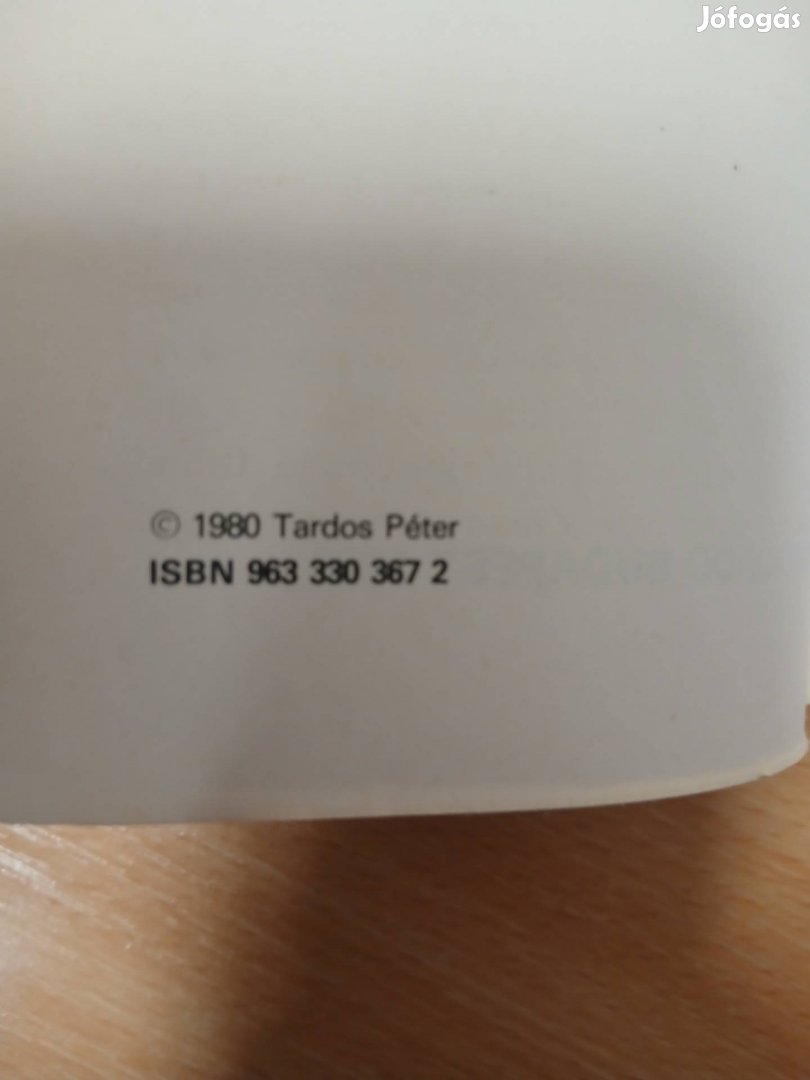 Jófogás
© 1980 Tardos Péter
ISBN 963 330 367 2